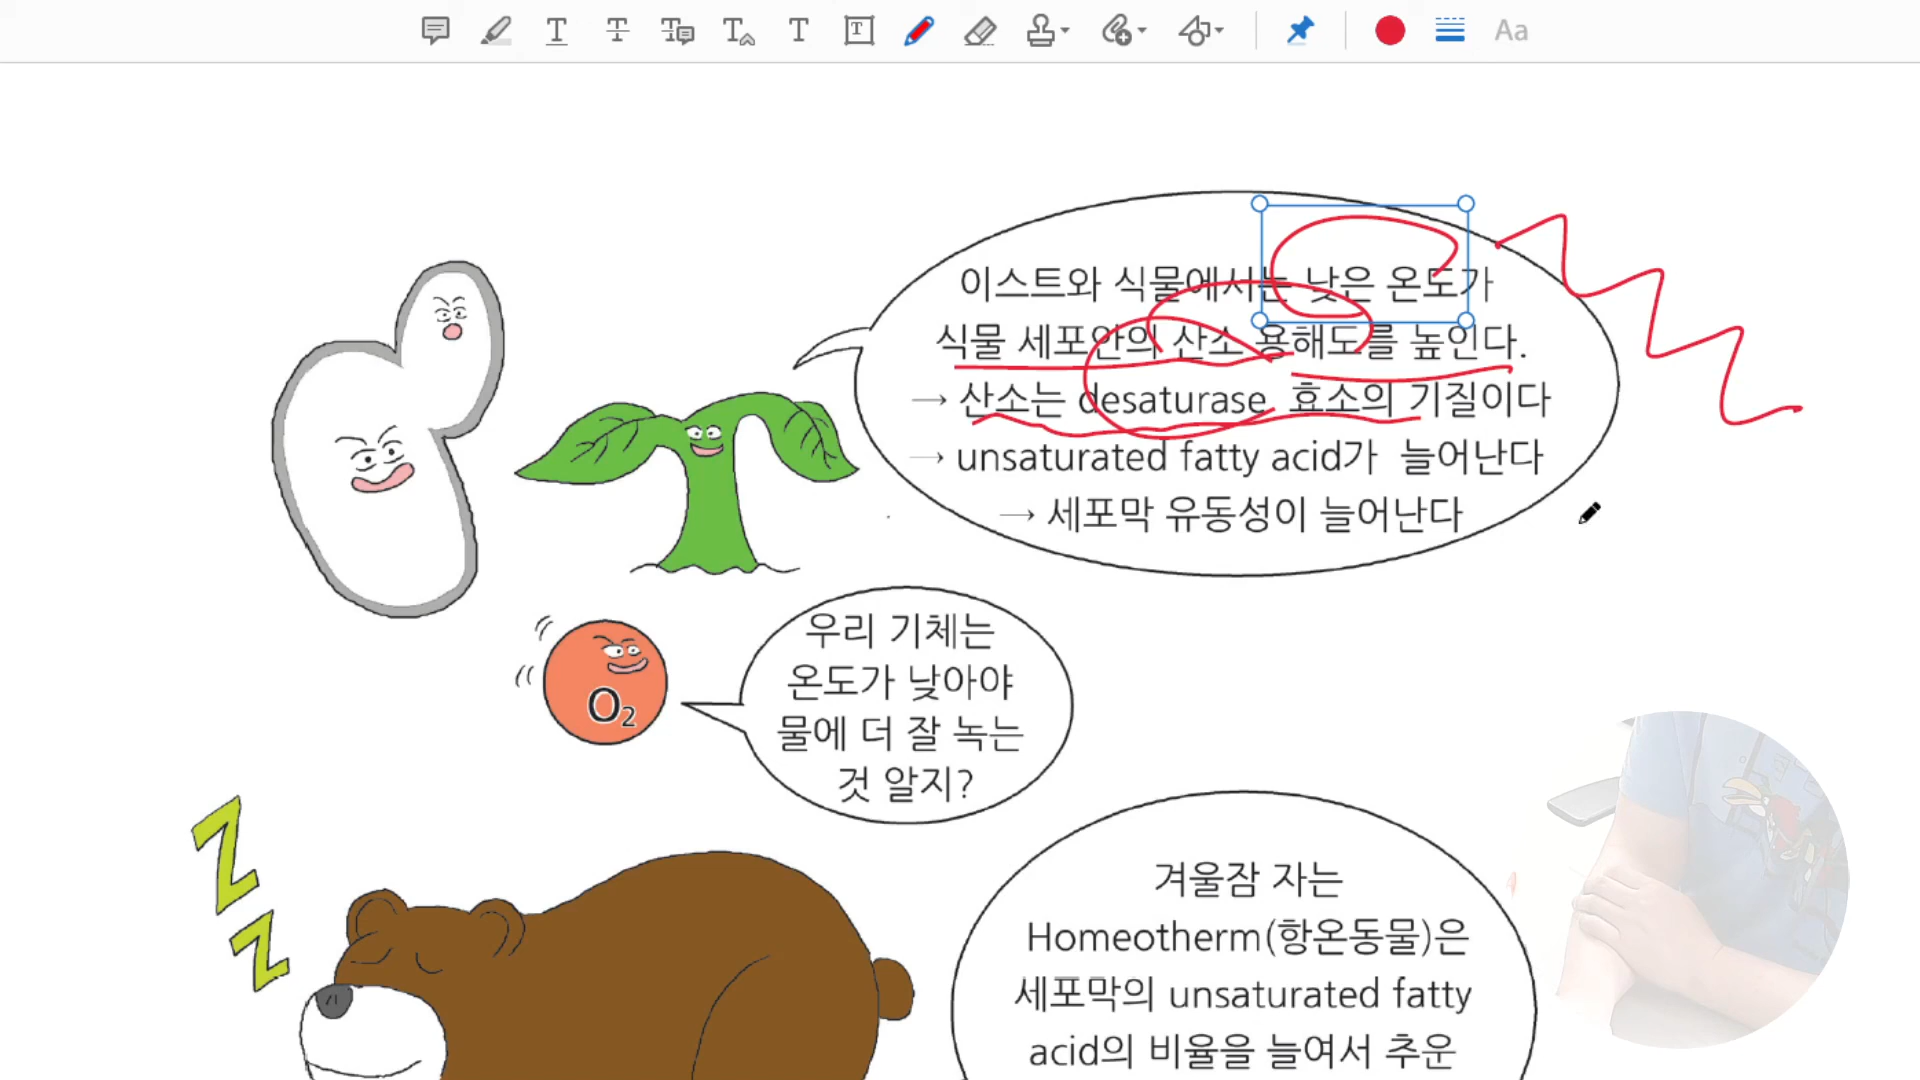 Aa
이스트와 식물에서는 낮은 온도가
식물 세포안의 산소 용해도를 높인다.
→ 산소는 desaturase 효소의 기질이다
→ unsaturated fatty acid가 늘어난다
→ 세포막 유동성이 늘어난다
우리 기체는
온도가 낮아야
물에 더 잘 녹는
것 알지?
O₂
Z
Z
겨울잠 자는
Homeotherm(항온동물)은
세포막의 unsaturated fatty
acid의 비율을 늘여서 추운